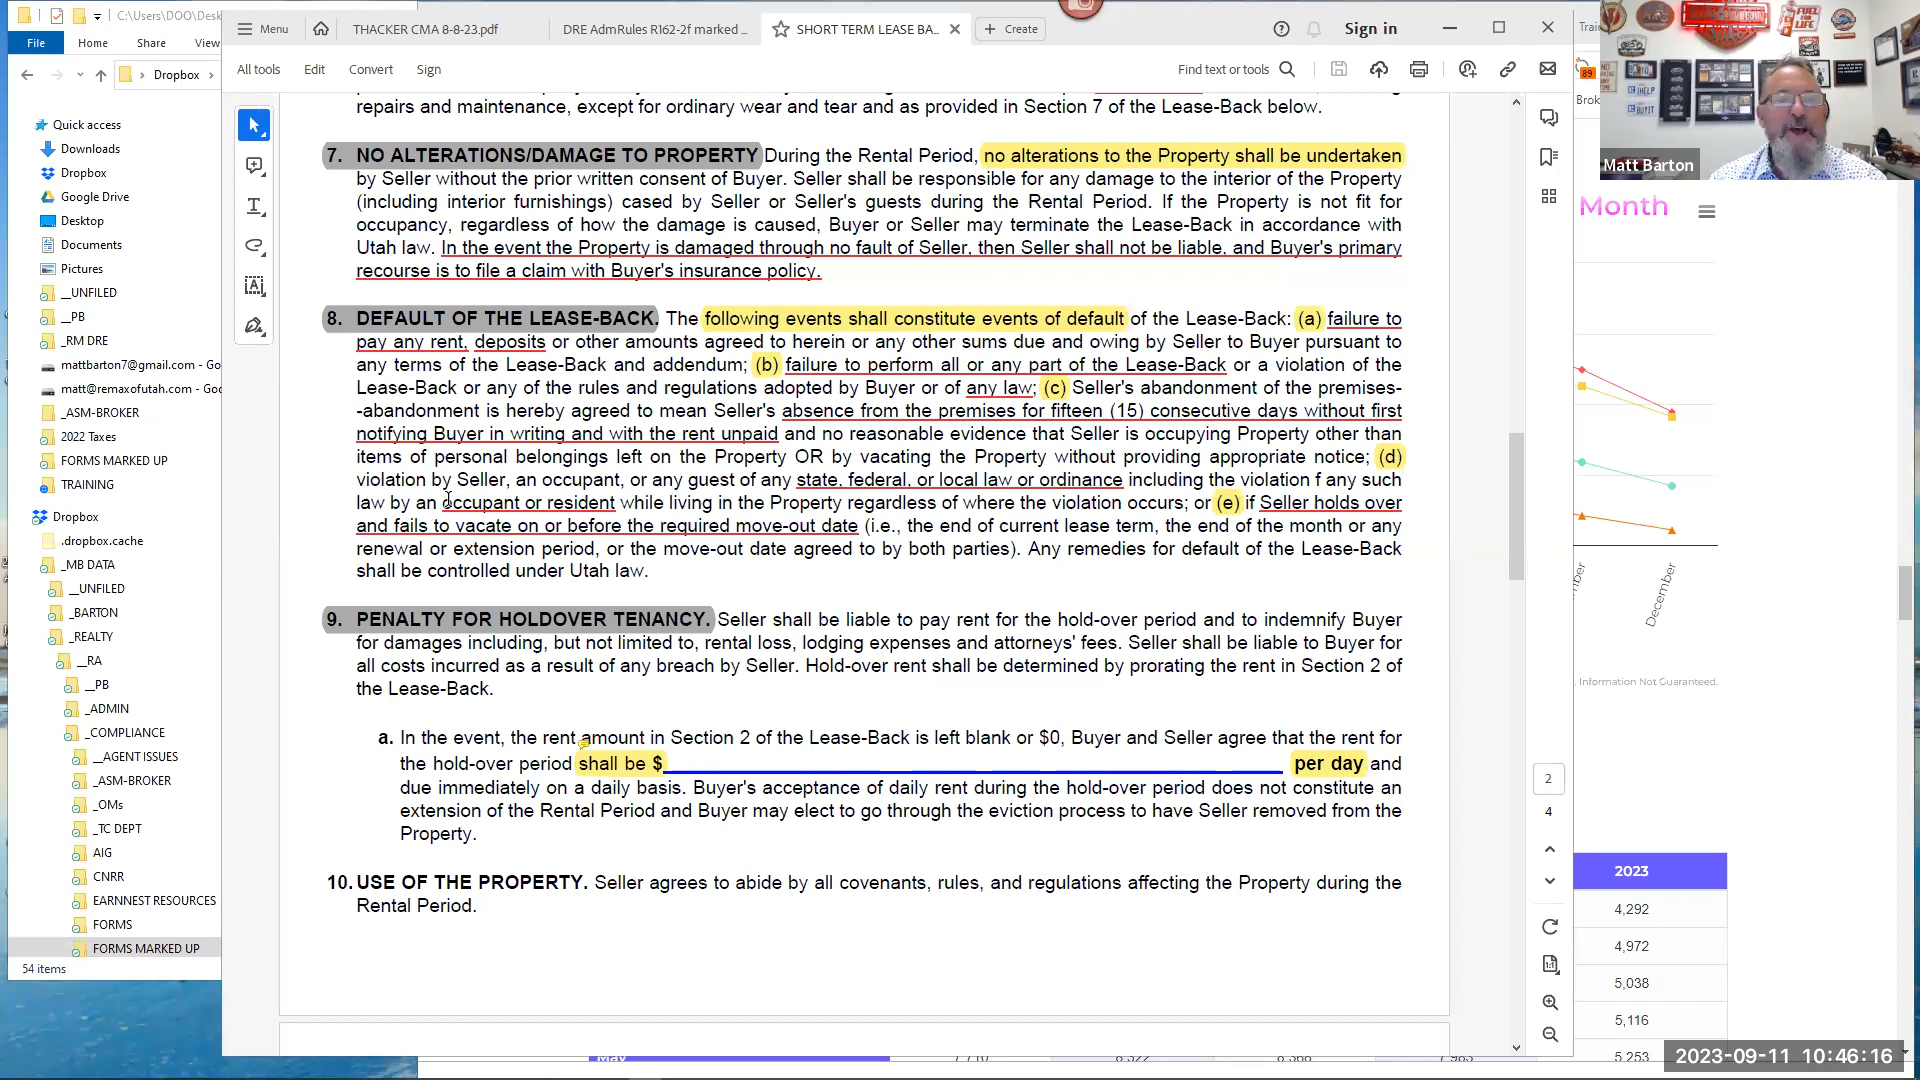 C:\Users\DOO\Desk
File
Home
Share
View
Dropbox
Quick access
Downloads
Dropbox
Google Drive
Desktop
Documents
Pictures
__UNFILED
__PB
_RM DRE
mattbarton7@gmail.com - Go
matt@remaxofutah.com - Goo
_ASM-BROKER
2022 Taxes
FORMS MARKED UP
TRAINING
Dropbox
.dropbox.cache
_MB DATA
__UNFILED
_BARTON
_REALTY
__RA
__PB
_ADMIN
_COMPLIANCE
__AGENT ISSUES
_ASM-BROKER
_OMs
_TC DEPT
AIG
CNRR
EARNNEST RESOURCES
FORMS
FORMS MARKED UP
54 items
Menu
THACKER CMA 8-8-23.pdf
DRE AdmRules R162-2f marked ...
SHORT TERM LEASE BA...
Create
Sign in
All tools
Edit
Convert
Sign
Find text or tools
repairs and maintenance, except for ordinary wear and tear and as provided in Section 7 of the Lease-Back below.
7. NO ALTERATIONS/DAMAGE TO PROPERTY During the Rental Period, no alterations to the Property shall be undertaken
by Seller without the prior written consent of Buyer. Seller shall be responsible for any damage to the interior of the Property
(including interior furnishings) cased by Seller or Seller's guests during the Rental Period. If the Property is not fit for
occupancy, regardless of how the damage is caused, Buyer or Seller may terminate the Lease-Back in accordance with
Utah law. In the event the Property is damaged through no fault of Seller, then Seller shall not be liable, and Buyer's primary
recourse is to file a claim with Buyer's insurance policy.
8. DEFAULT OF THE LEASE-BACK. The following events shall constitute events of default of the Lease-Back: (a) failure to
pay any rent, deposits or other amounts agreed to herein or any other sums due and owing by Seller to Buyer pursuant to
any terms of the Lease-Back and addendum; (b) failure to perform all or any part of the Lease-Back or a violation of the
Lease-Back or any of the rules and regulations adopted by Buyer or of any law; (c) Seller's abandonment of the premises-
-abandonment is hereby agreed to mean Seller's absence from the premises for fifteen (15) consecutive days without first
notifying Buyer in writing and with the rent unpaid and no reasonable evidence that Seller is occupying Property other than
items of personal belongings left on the Property OR by vacating the Property without providing appropriate notice; (d)
violation by Seller, an occupant, or any guest of any state, federal, or local law or ordinance including the violation f any such
law by an occupant or resident while living in the Property regardless of where the violation occurs; or (e) if Seller holds over
and fails to vacate on or before the required move-out date (i.e., the end of current lease term, the end of the month or any
renewal or extension period, or the move-out date agreed to by both parties). Any remedies for default of the Lease-Back
shall be controlled under Utah law.
9. PENALTY FOR HOLDOVER TENANCY. Seller shall be liable to pay rent for the hold-over period and to indemnify Buyer
for damages including, but not limited to, rental loss, lodging expenses and attorneys' fees. Seller shall be liable to Buyer for
all costs incurred as a result of any breach by Seller. Hold-over rent shall be determined by prorating the rent in Section 2 of
the Lease-Back.
a. In the event, the rent amount in Section 2 of the Lease-Back is left blank or $0, Buyer and Seller agree that the rent for
the hold-over period shall be $ per day and
due immediately on a daily basis. Buyer's acceptance of daily rent during the hold-over period does not constitute an
extension of the Rental Period and Buyer may elect to go through the eviction process to have Seller removed from the
Property.
10. USE OF THE PROPERTY. Seller agrees to abide by all covenants, rules, and regulations affecting the Property during the
Rental Period.
2
4
Matt Barton
Trai
89
Brok
Month
December
. Information Not Guaranteed.
2023
4,292
4,972
5,038
5,116
5,253
May
2023-09-11 10:46:16